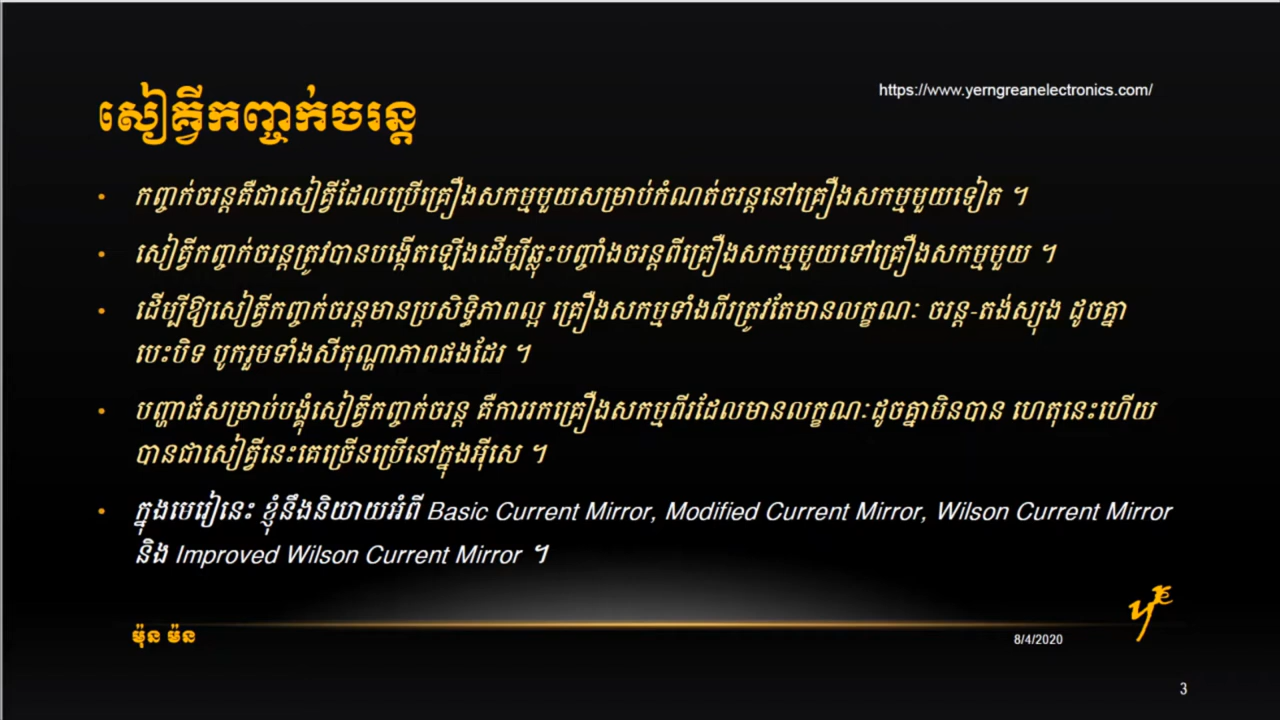 https://www.yerngreanelectronics.com/
សៀគ្វីកញ្ចក់ចរន្ត
• កញ្ចក់ចរន្តគឺជាសៀគ្វីដែលប្រើគ្រឿងសកម្មមួយសម្រាប់កំណត់ចរន្តនៅគ្រឿងសកម្មមួយទៀត ។
• សៀគ្វីកញ្ចក់ចរន្តត្រូវបានបង្កើតឡើងដើម្បីឆ្លុះបញ្ចាំងចរន្តពីគ្រឿងសកម្មមួយទៅគ្រឿងសកម្មមួយ ។
• ដើម្បីឱ្យសៀគ្វីកញ្ចក់ចរន្តមានប្រសិទ្ធិភាពល្អ គ្រឿងសកម្មទាំងពីរត្រូវតែមានលក្ខណៈ ចរន្ត-តង់ស្យុង ដូចគ្នា
បេះបិទ បូករួមទាំងសីតុណ្ហាភាពផងដែរ ។
• បញ្ហាធំសម្រាប់បង្គុំសៀគ្វីកញ្ចក់ចរន្ត គឺការរកគ្រឿងសកម្មពីរដែលមានលក្ខណៈដូចគ្នាមិនបាន ហេតុនេះហើយ
បានជាសៀគ្វីនេះគេច្រើនប្រើនៅក្នុងអ៊ីសេ ។
• ក្នុងមេរៀនេះ ខ្ញុំនឹងនិយាយអំពី Basic Current Mirror, Modified Current Mirror, Wilson Current Mirror
និង Improved Wilson Current Mirror ។
ម៉ុន ម៉ន
8/4/2020
3